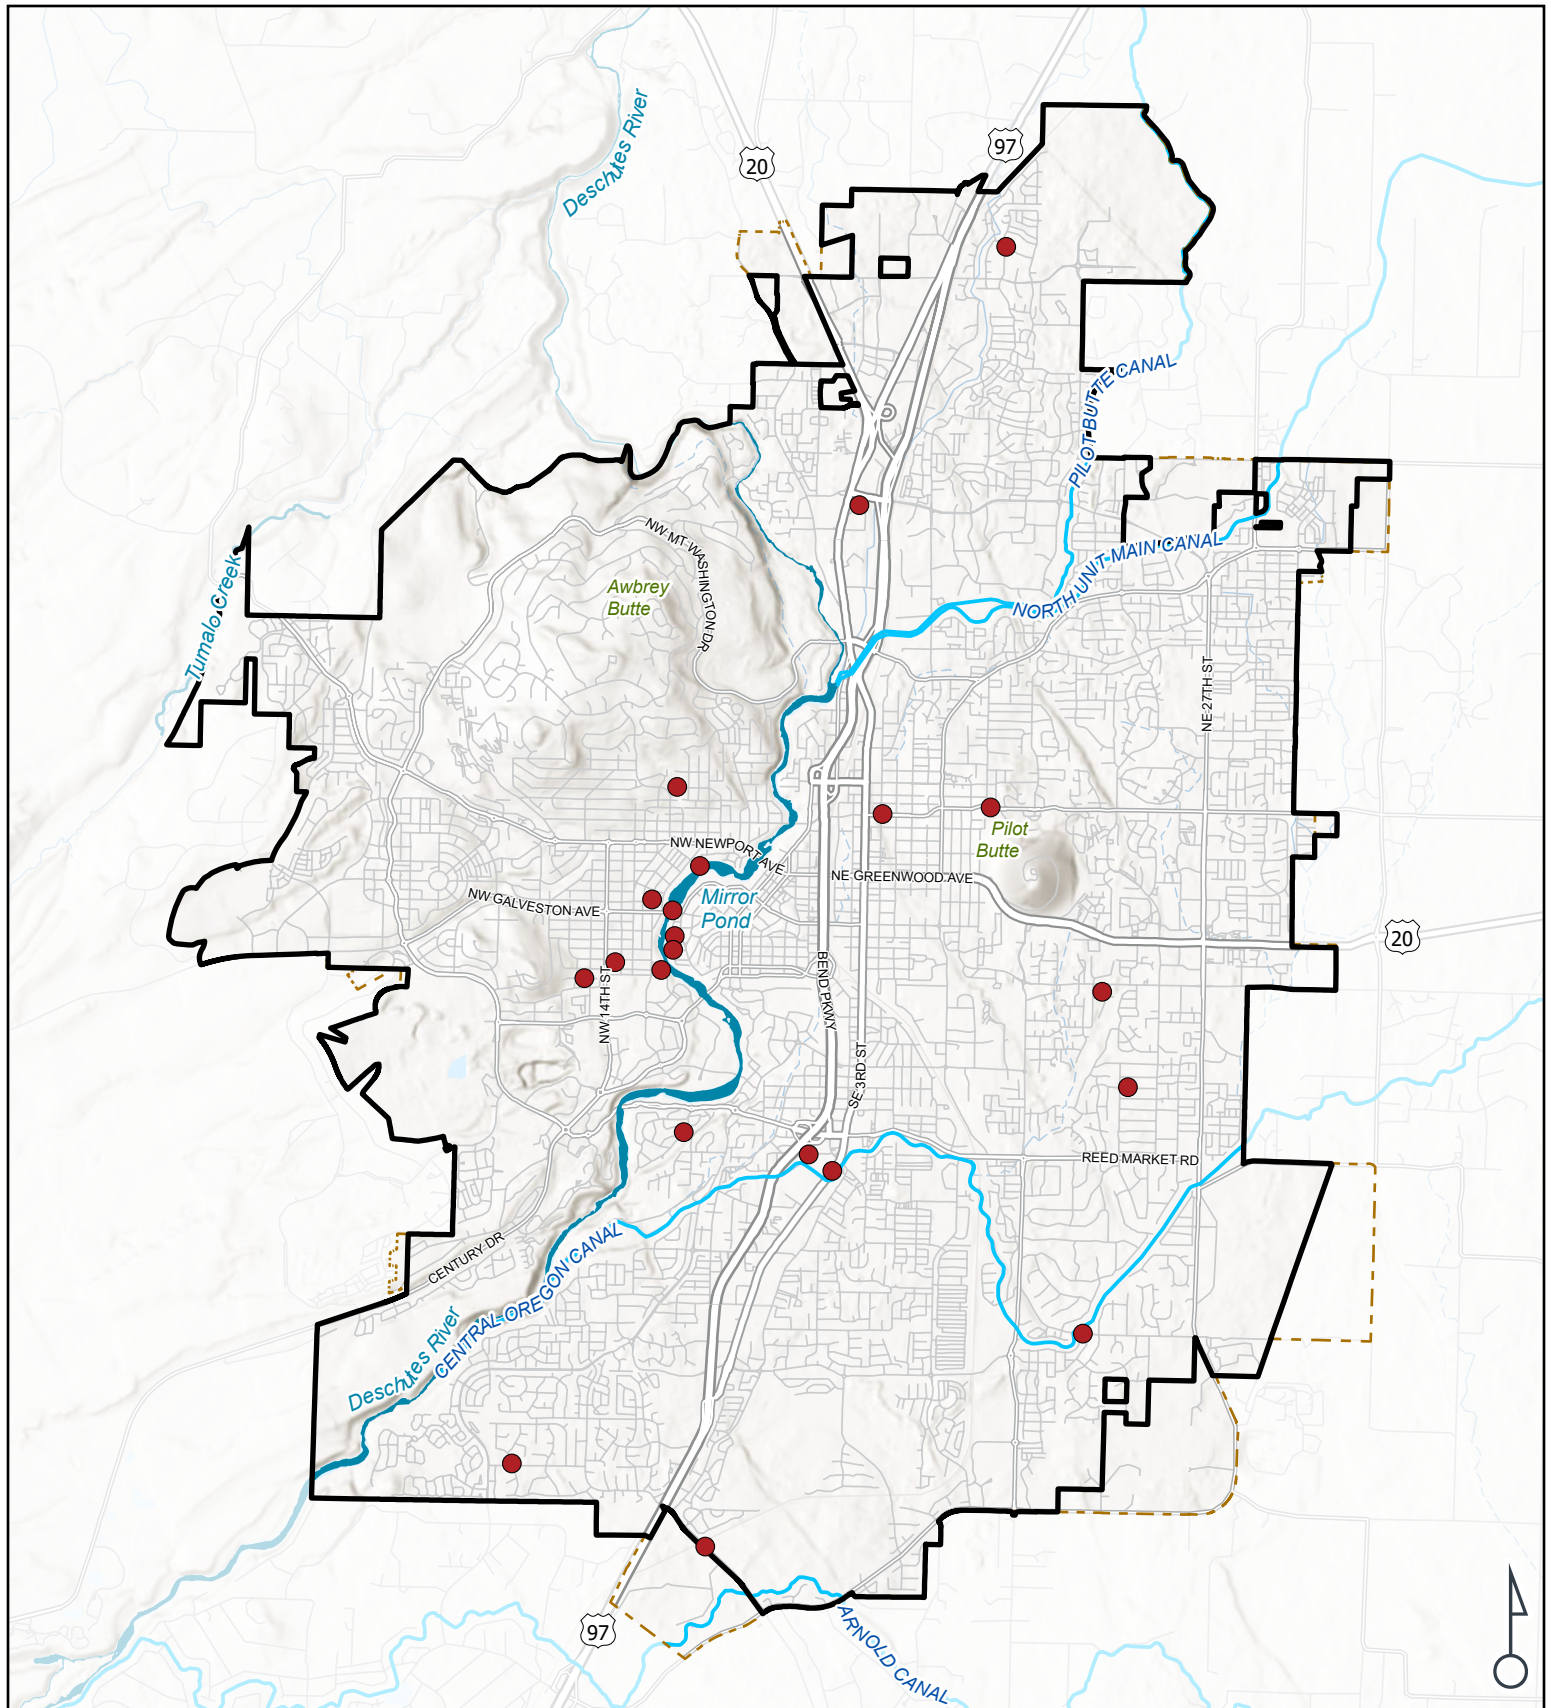 Deschutes River
97
20
PILOT BUTTE CANAL
NW MT WASHINGTON DR
NORTH UNIT MAIN CANAL
Awbrey
Butte
Tumalo Creek
NE 27TH ST
Pilot
Butte
NW NEWPORT AVE
NE GREENWOOD AVE
NW GALVESTON AVE
Mirror
Pond
20
BEND PKWY
NW 14TH ST
SE 3RD ST
REED MARKET RD
CENTURY DR
CENTRAL OREGON CANAL
Deschutes River
97
ARNOLD CANAL